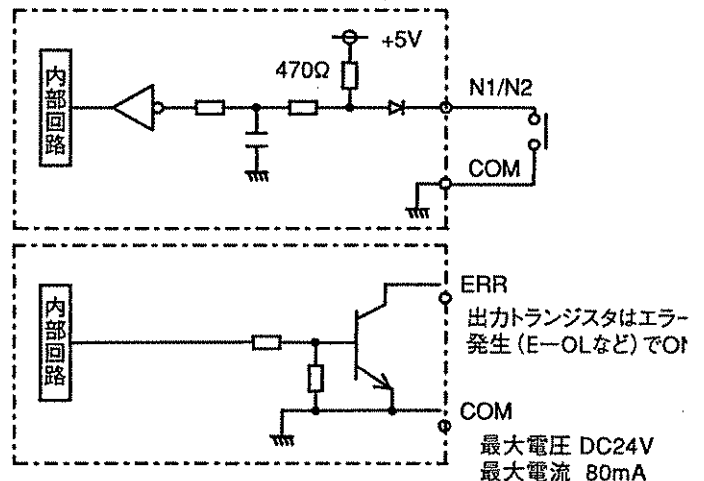 +5V
470Ω
内部回路
N1/N2
COM
内部回路
ERR
出力トランジスタはエラー
発生（E－OLなど）でO
COM
最大電圧 DC24V
最大電流 80mA